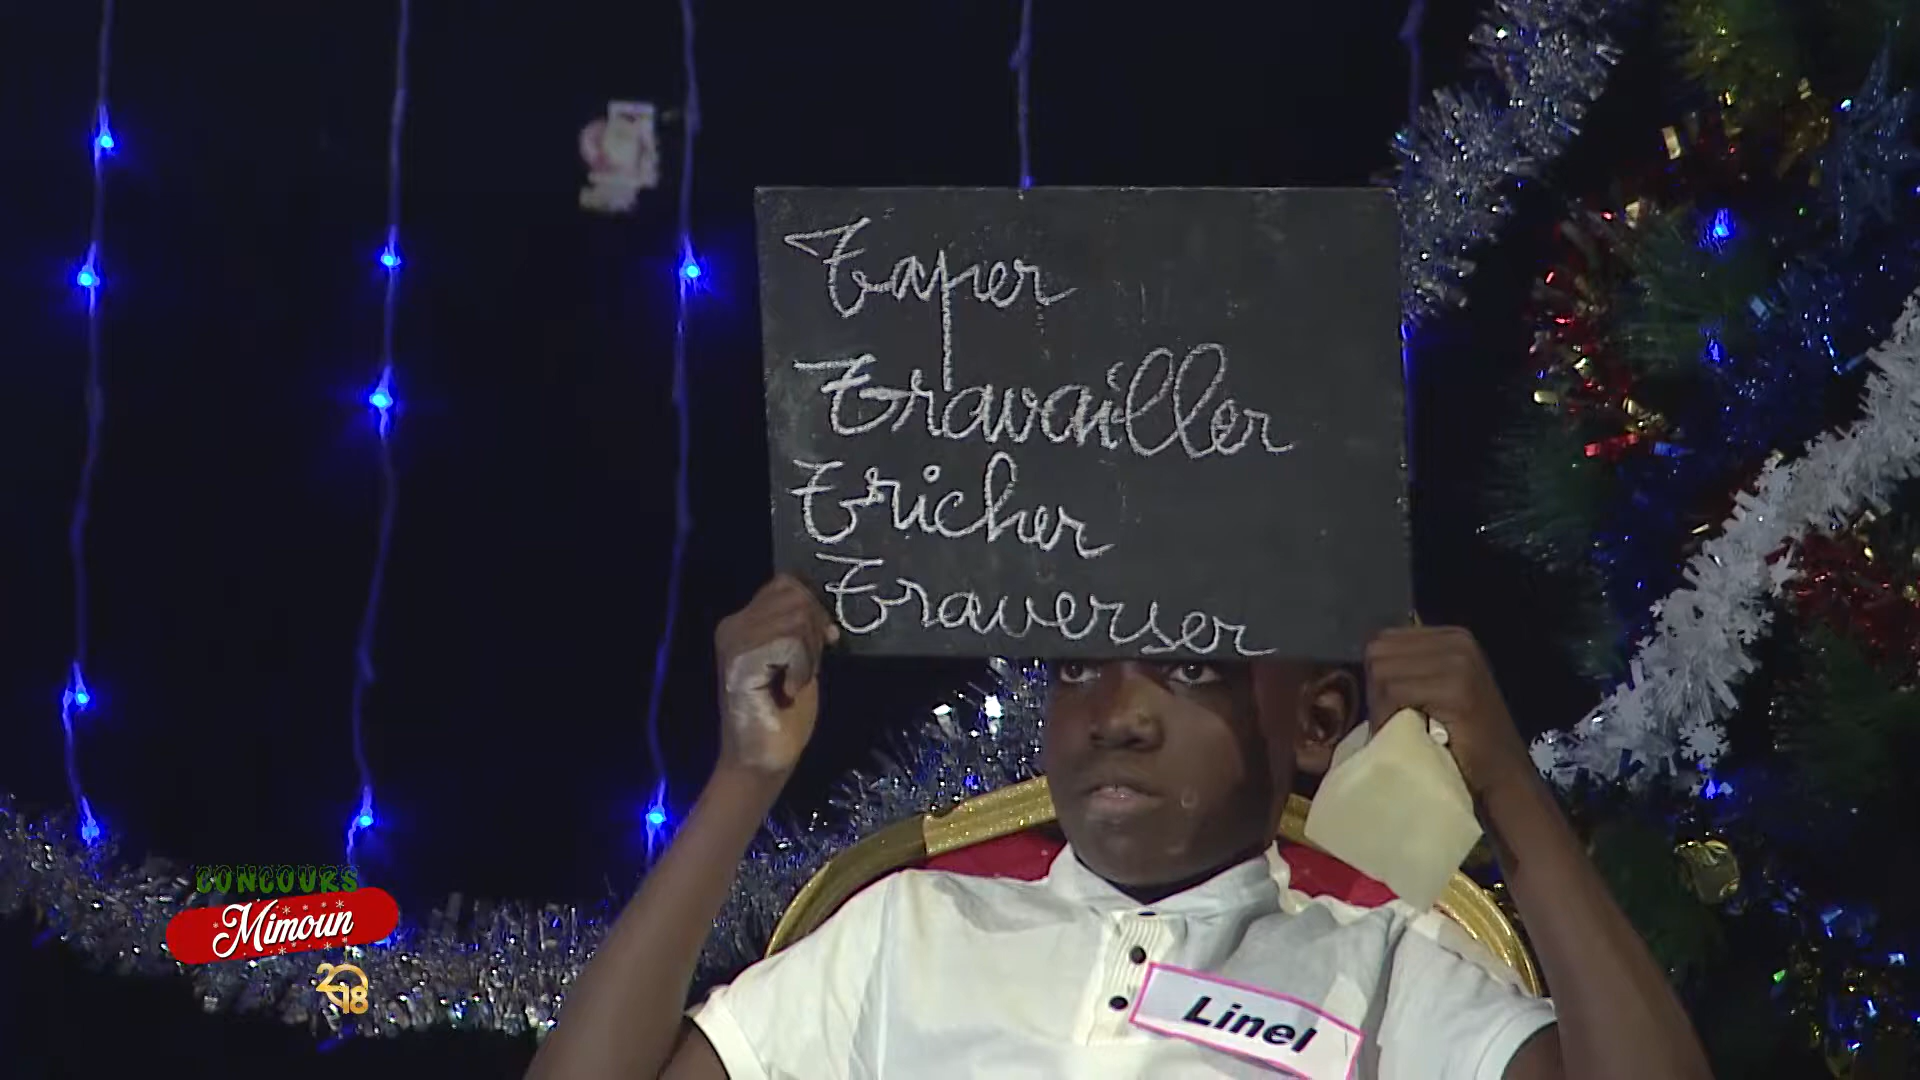 Taper
Travailler
Tricher
Traverser
CONCOURS
Mimoun
2018
Linel